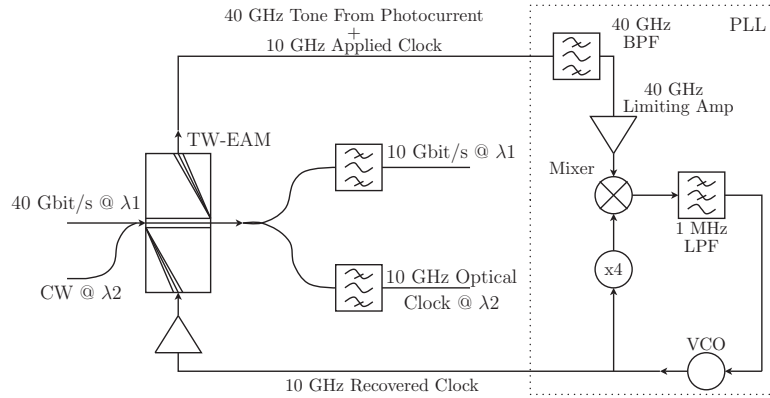 40 GHz Tone From Photocurrent
+
10 GHz Applied Clock
40 GHz
BPF
PLL
40 GHz
Limiting Amp
TW-EAM
10 Gbit/s @ λ1
Mixer
40 Gbit/s @ λ1
1 MHz
LPF
x4
CW @ λ2
10 GHz Optical
Clock @ λ2
VCO
10 GHz Recovered Clock